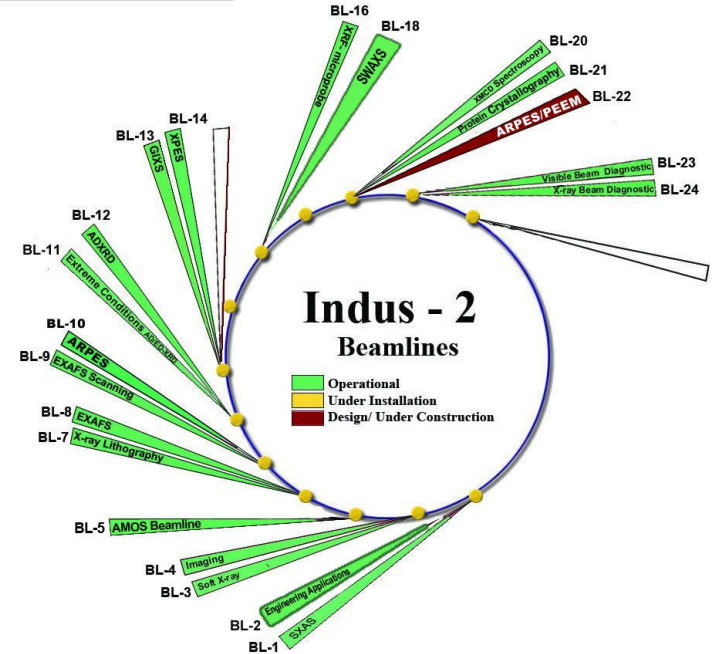 BL-16
XRF- microprobe
BL-18
SWAXS
BL-20
XMCD Spectroscopy
BL-21
Protein Crystallography
BL-22
ARPES/PEEM
BL-23
Visible Beam Diagnostic
BL-24
X-ray Beam Diagnostic
BL-14
XPES
BL-13
GIXS
BL-12
ADXRD
BL-11
Extreme Conditions AD/ED-XRD
BL-10
ARPES
BL-9
EXAFS Scanning
BL-8
EXAFS
BL-7
X-ray Lithography
BL-5
AMOS Beamline
BL-4
Imaging
BL-3
Soft X-ray
BL-2
Engineering Applications
BL-1
SXAS
Indus - 2
Beamlines
Operational
Under Installation
Design/ Under Construction